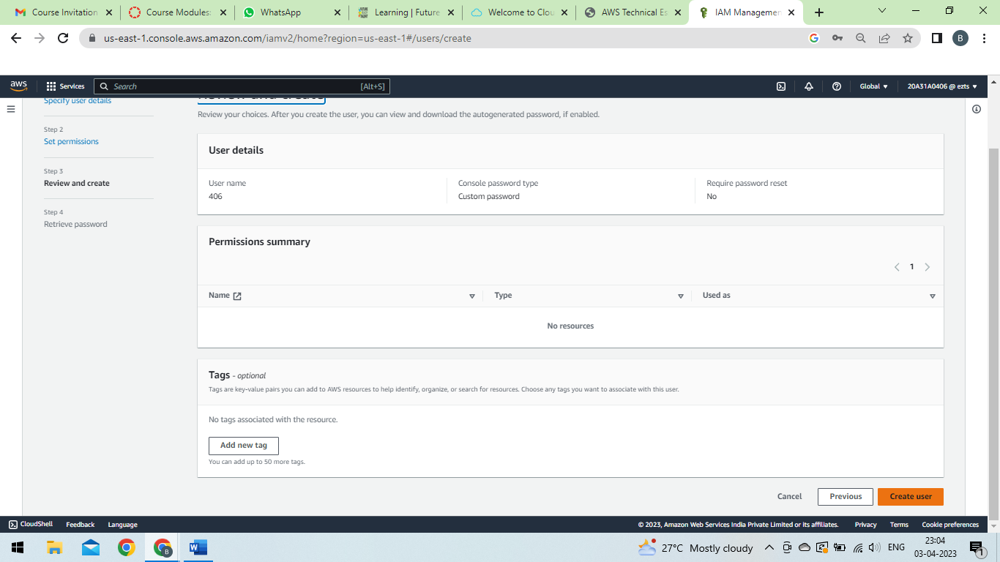 Course Invitation
Course Modules:
WhatsApp
Learning | Future
Welcome to Clou
AWS Technical Es
IAM Managemen
us-east-1.console.aws.amazon.com/iamv2/home?region=us-east-1#/users/create
B
aws
Services
Search
[Alt+S]
Global
20A31A0406 @ ezts
Specify user details
Review and create
Review your choices. After you create the user, you can view and download the autogenerated password, if enabled.
Step 2
Set permissions
Step 3
Review and create
Step 4
Retrieve password
User details
User name
406
Console password type
Custom password
Require password reset
No
Permissions summary
1
Name
Type
Used as
No resources
Tags - optional
Tags are key-value pairs you can add to AWS resources to help identify, organize, or search for resources. Choose any tags you want to associate with this user.
No tags associated with the resource.
Add new tag
You can add up to 50 more tags.
Cancel
Previous
Create user
CloudShell
Feedback
Language
© 2023, Amazon Web Services India Private Limited or its affiliates.
Privacy
Terms
Cookie preferences
B
W
27°C Mostly cloudy
ENG
23:04
03-04-2023
1